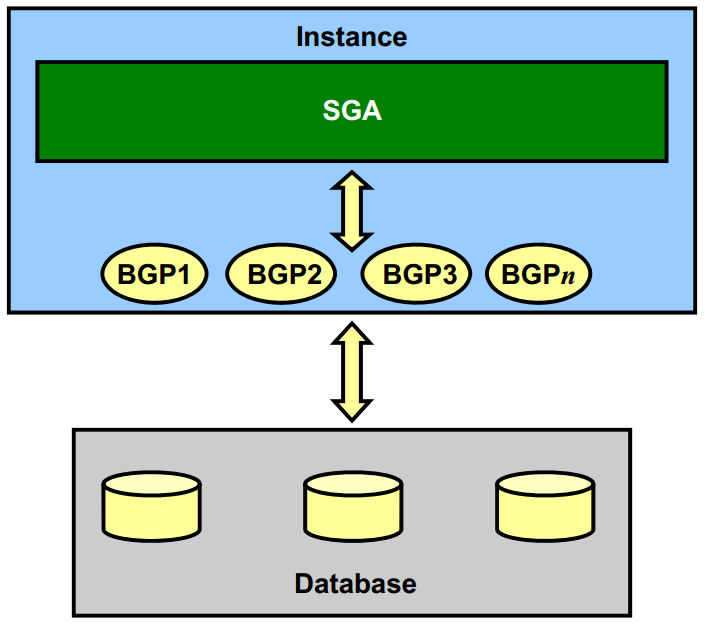 Instance
SGA
BGP1 BGP2 BGP3 BGPn
Database